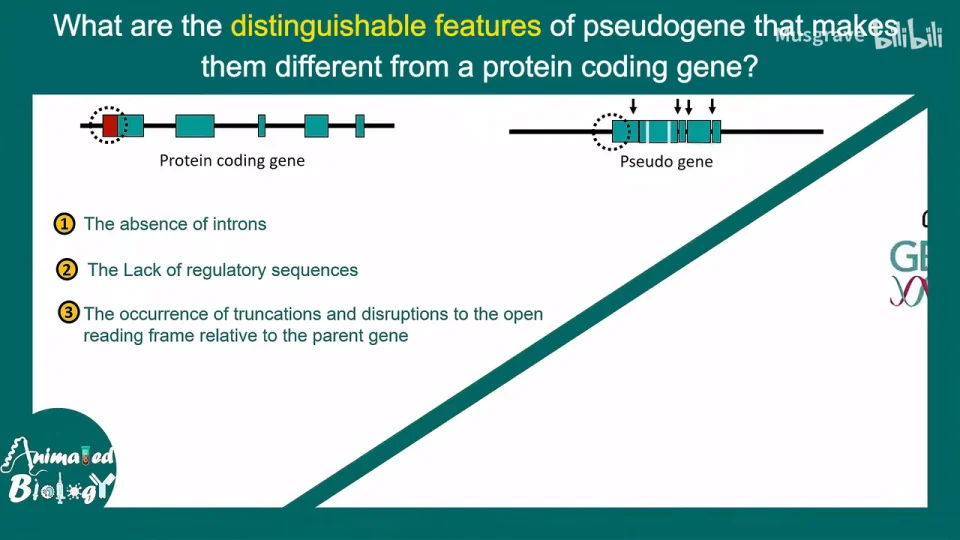 What are the distinguishable features of pseudogene that makes
them different from a protein coding gene?
Musgrave bilibili
Protein coding gene
Pseudo gene
1 The absence of introns
2 The Lack of regulatory sequences
3 The occurrence of truncations and disruptions to the open
reading frame relative to the parent gene
Animated
Biology